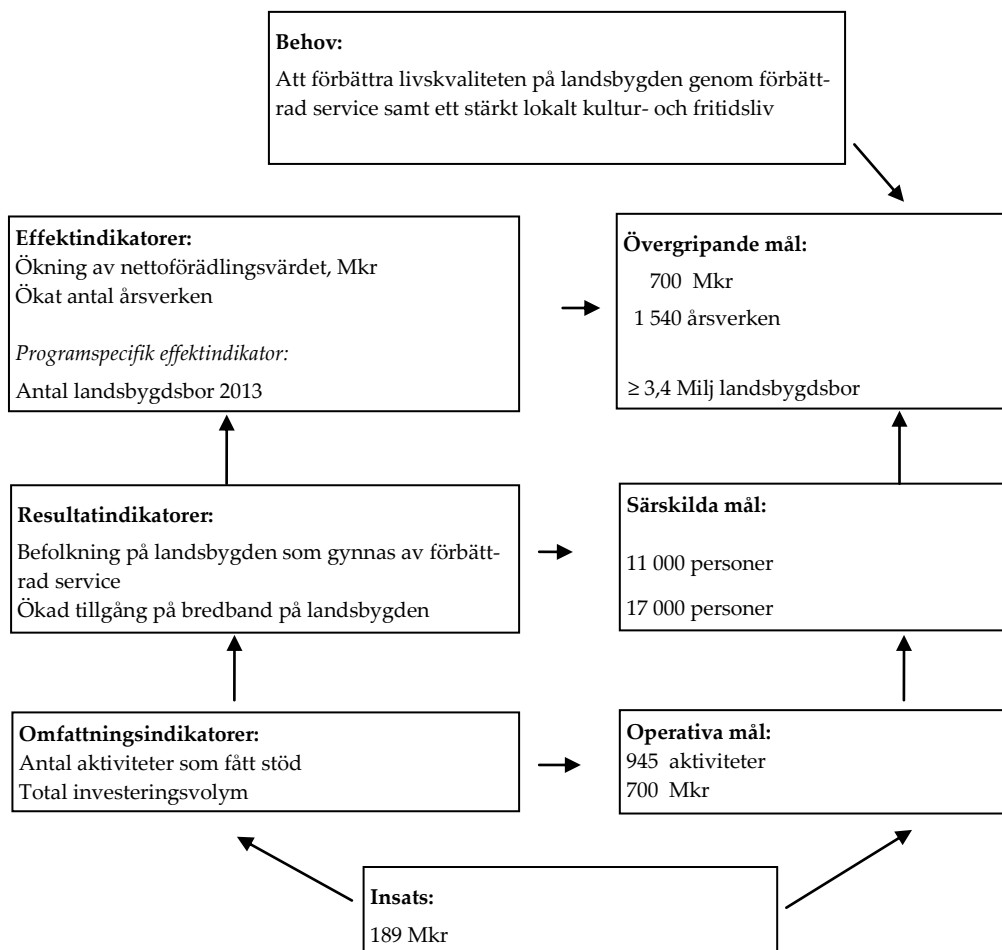 Behov:
Att förbättra livskvaliteten på landsbygden genom förbätt-
rad service samt ett stärkt lokalt kultur- och fritidsliv
Effektindikatorer:
Ökning av nettoförädlingsvärdet, Mkr
Ökat antal årsverken
Programspecifik effektindikator:
Antal landsbygdsbor 2013
Övergripande mål:
700 Mkr
1 540 årsverken
≥ 3,4 Milj landsbygdsbor
Resultatindikatorer:
Befolkning på landsbygden som gynnas av förbätt-
rad service
Ökad tillgång på bredband på landsbygden
Särskilda mål:
11 000 personer
17 000 personer
Omfattningsindikatorer:
Antal aktiviteter som fått stöd
Total investeringsvolym
Operativa mål:
945 aktiviteter
700 Mkr
Insats:
189 Mkr